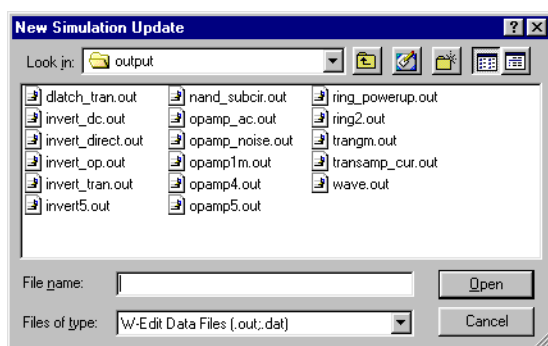 New Simulation Update
Look in: output
dlatch_tran.out nand_subcir.out ring_powerup.out
invert_dc.out opamp_ac.out ring2.out
invert_direct.out opamp_noise.out trangm.out
invert_op.out opamp1m.out transamp_cur.out
invert_tran.out opamp4.out wave.out
invert5.out opamp5.out
File name: Open
Files of type: W-Edit Data Files (.out;.dat) Cancel